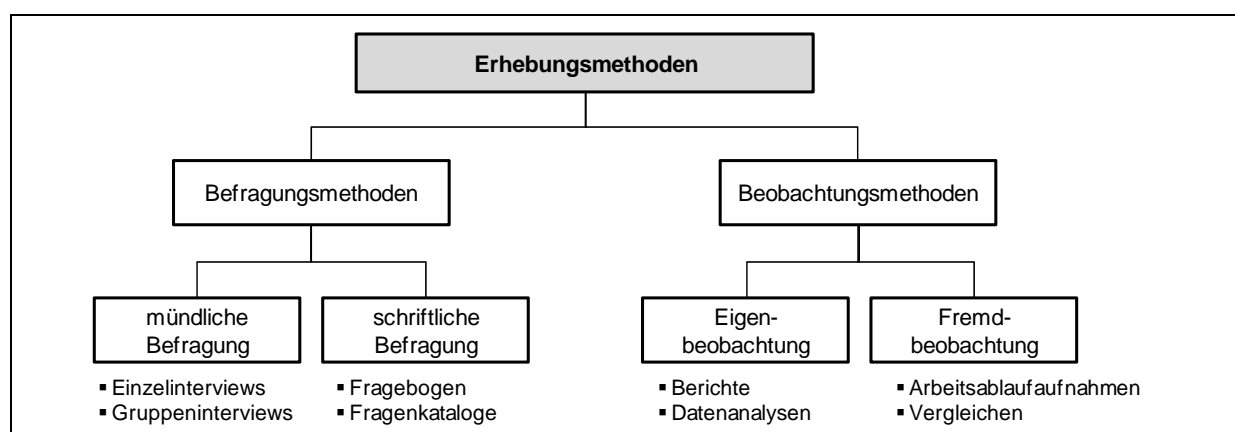 Erhebungsmethoden
Befragungsmethoden
Beobachtungsmethoden
mündliche
Befragung
schriftliche
Befragung
Eigen-
beobachtung
Fremd-
beobachtung
▪ Einzelinterviews
▪ Gruppeninterviews
▪ Fragebogen
▪ Fragenkataloge
▪ Berichte
▪ Datenanalysen
▪ Arbeitsablaufaufnahmen
▪ Vergleichen